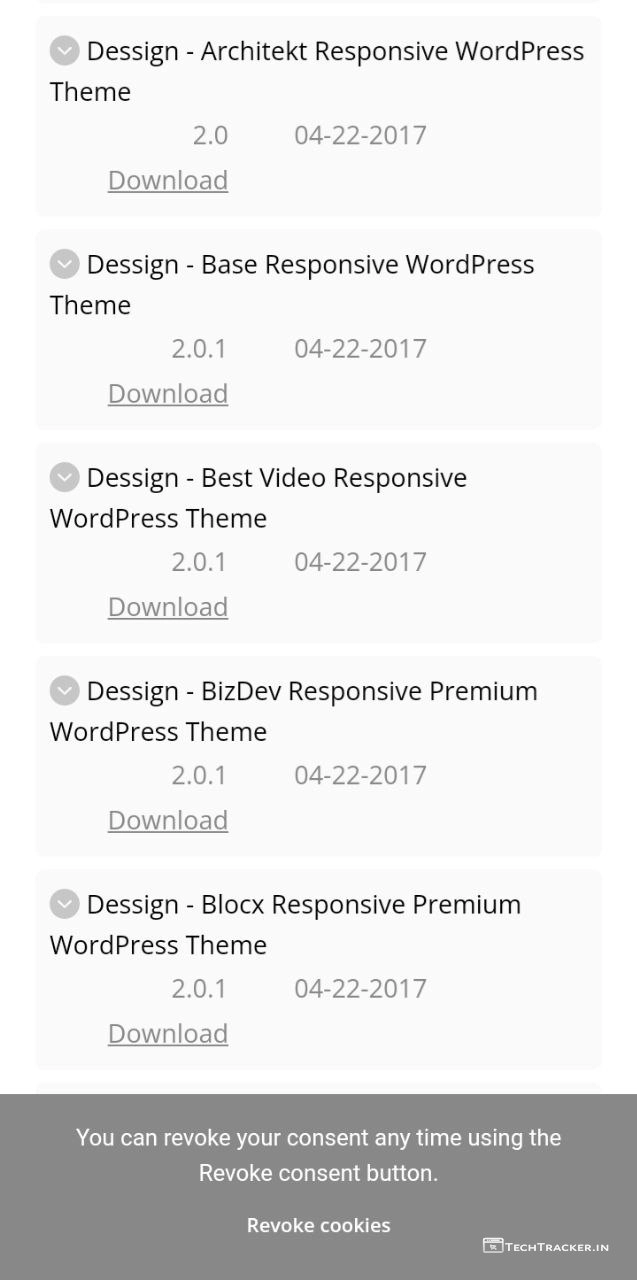 Dessign - Architekt Responsive WordPress
Theme
2.0 04-22-2017
Download
Dessign - Base Responsive WordPress
Theme
2.0.1 04-22-2017
Download
Dessign - Best Video Responsive
WordPress Theme
2.0.1 04-22-2017
Download
Dessign - BizDev Responsive Premium
WordPress Theme
2.0.1 04-22-2017
Download
Dessign - Blocx Responsive Premium
WordPress Theme
2.0.1 04-22-2017
Download
You can revoke your consent any time using the
Revoke consent button.
Revoke cookies
TECHTRACKER.IN